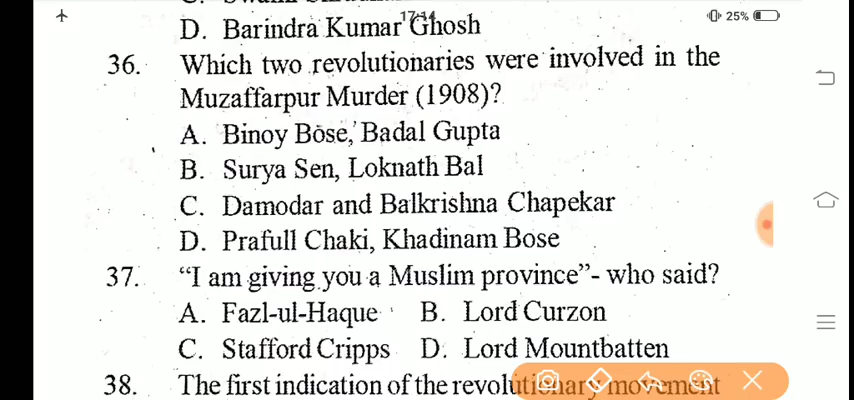 17:14
25%
D. Barindra Kumar Ghosh
36. Which two revolutionaries were involved in the
Muzaffarpur Murder (1908)?
A. Binoy Bose, Badal Gupta
B. Surya Sen, Loknath Bal
C. Damodar and Balkrishna Chapekar
D. Prafull Chaki, Khadinam Bose
37. “I am giving you a Muslim province”- who said?
A. Fazl-ul-Haque B. Lord Curzon
C. Stafford Cripps D. Lord Mountbatten
38. The first indication of the revolutionary movement